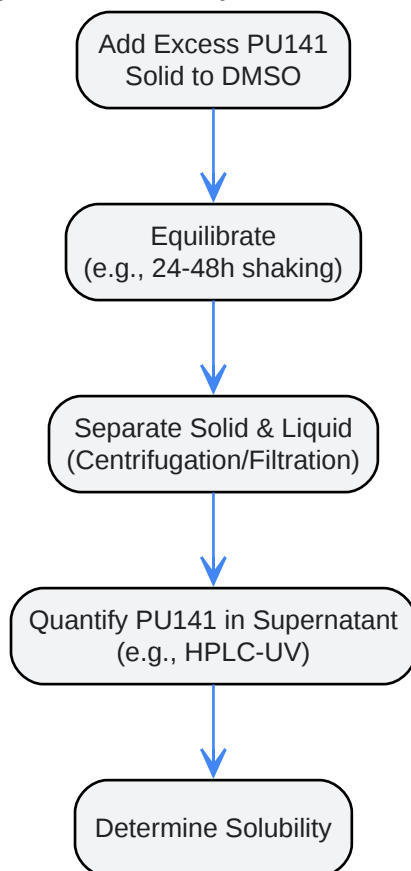 Add Excess PU141
Solid to DMSO
Equilibrate
(e.g., 24-48h shaking)
Separate Solid & Liquid
(Centrifugation/Filtration)
Quantify PU141 in Supernatant
(e.g., HPLC-UV)
Determine Solubility